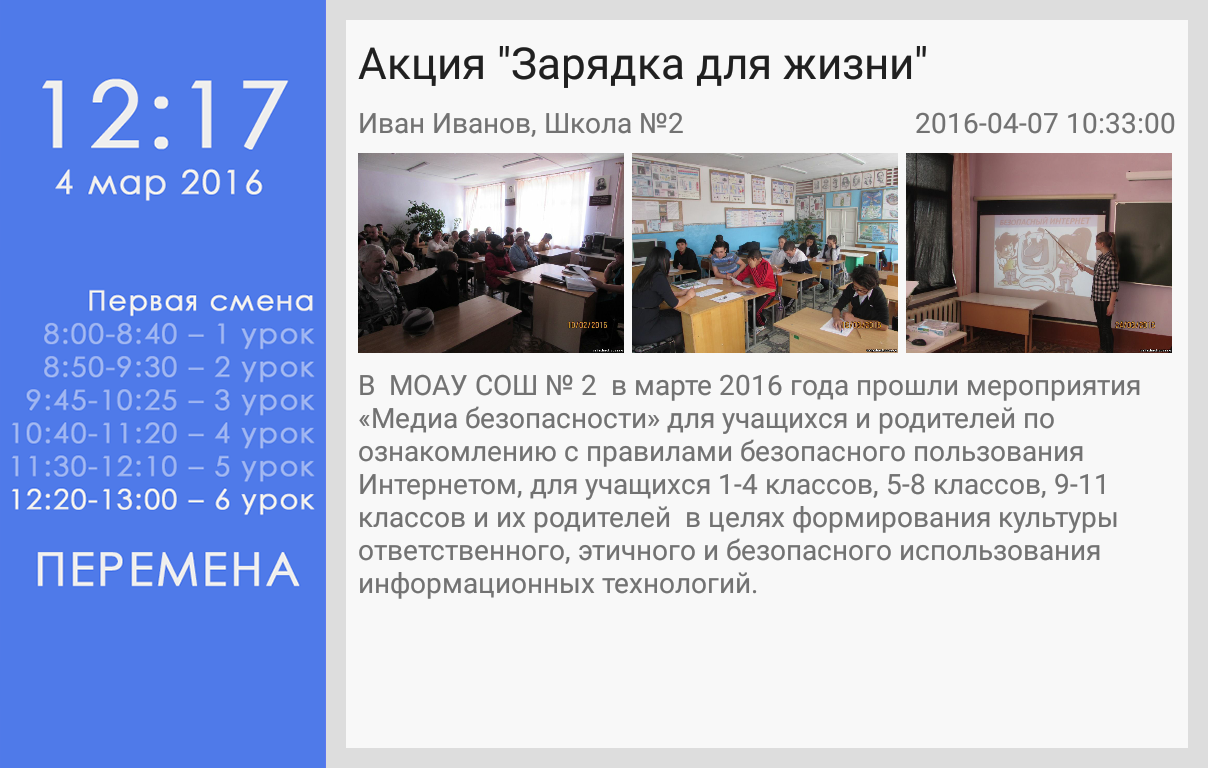 12:17
4 мар 2016
Первая смена
8:00-8:40 – 1 урок
8:50-9:30 – 2 урок
9:45-10:25 – 3 урок
10:40-11:20 – 4 урок
11:30-12:10 – 5 урок
12:20-13:00 – 6 урок
ПЕРЕМЕНА
Акция "Зарядка для жизни"
Иван Иванов, Школа №2
2016-04-07 10:33:00
БЕЗОПАСНЫЙ ИНТЕРНЕТ
В  МОАУ СОШ № 2  в марте 2016 года прошли мероприятия
«Медиа безопасности» для учащихся и родителей по
ознакомлению с правилами безопасного пользования
Интернетом, для учащихся 1-4 классов, 5-8 классов, 9-11
классов и их родителей  в целях формирования культуры
ответственного, этичного и безопасного использования
информационных технологий.